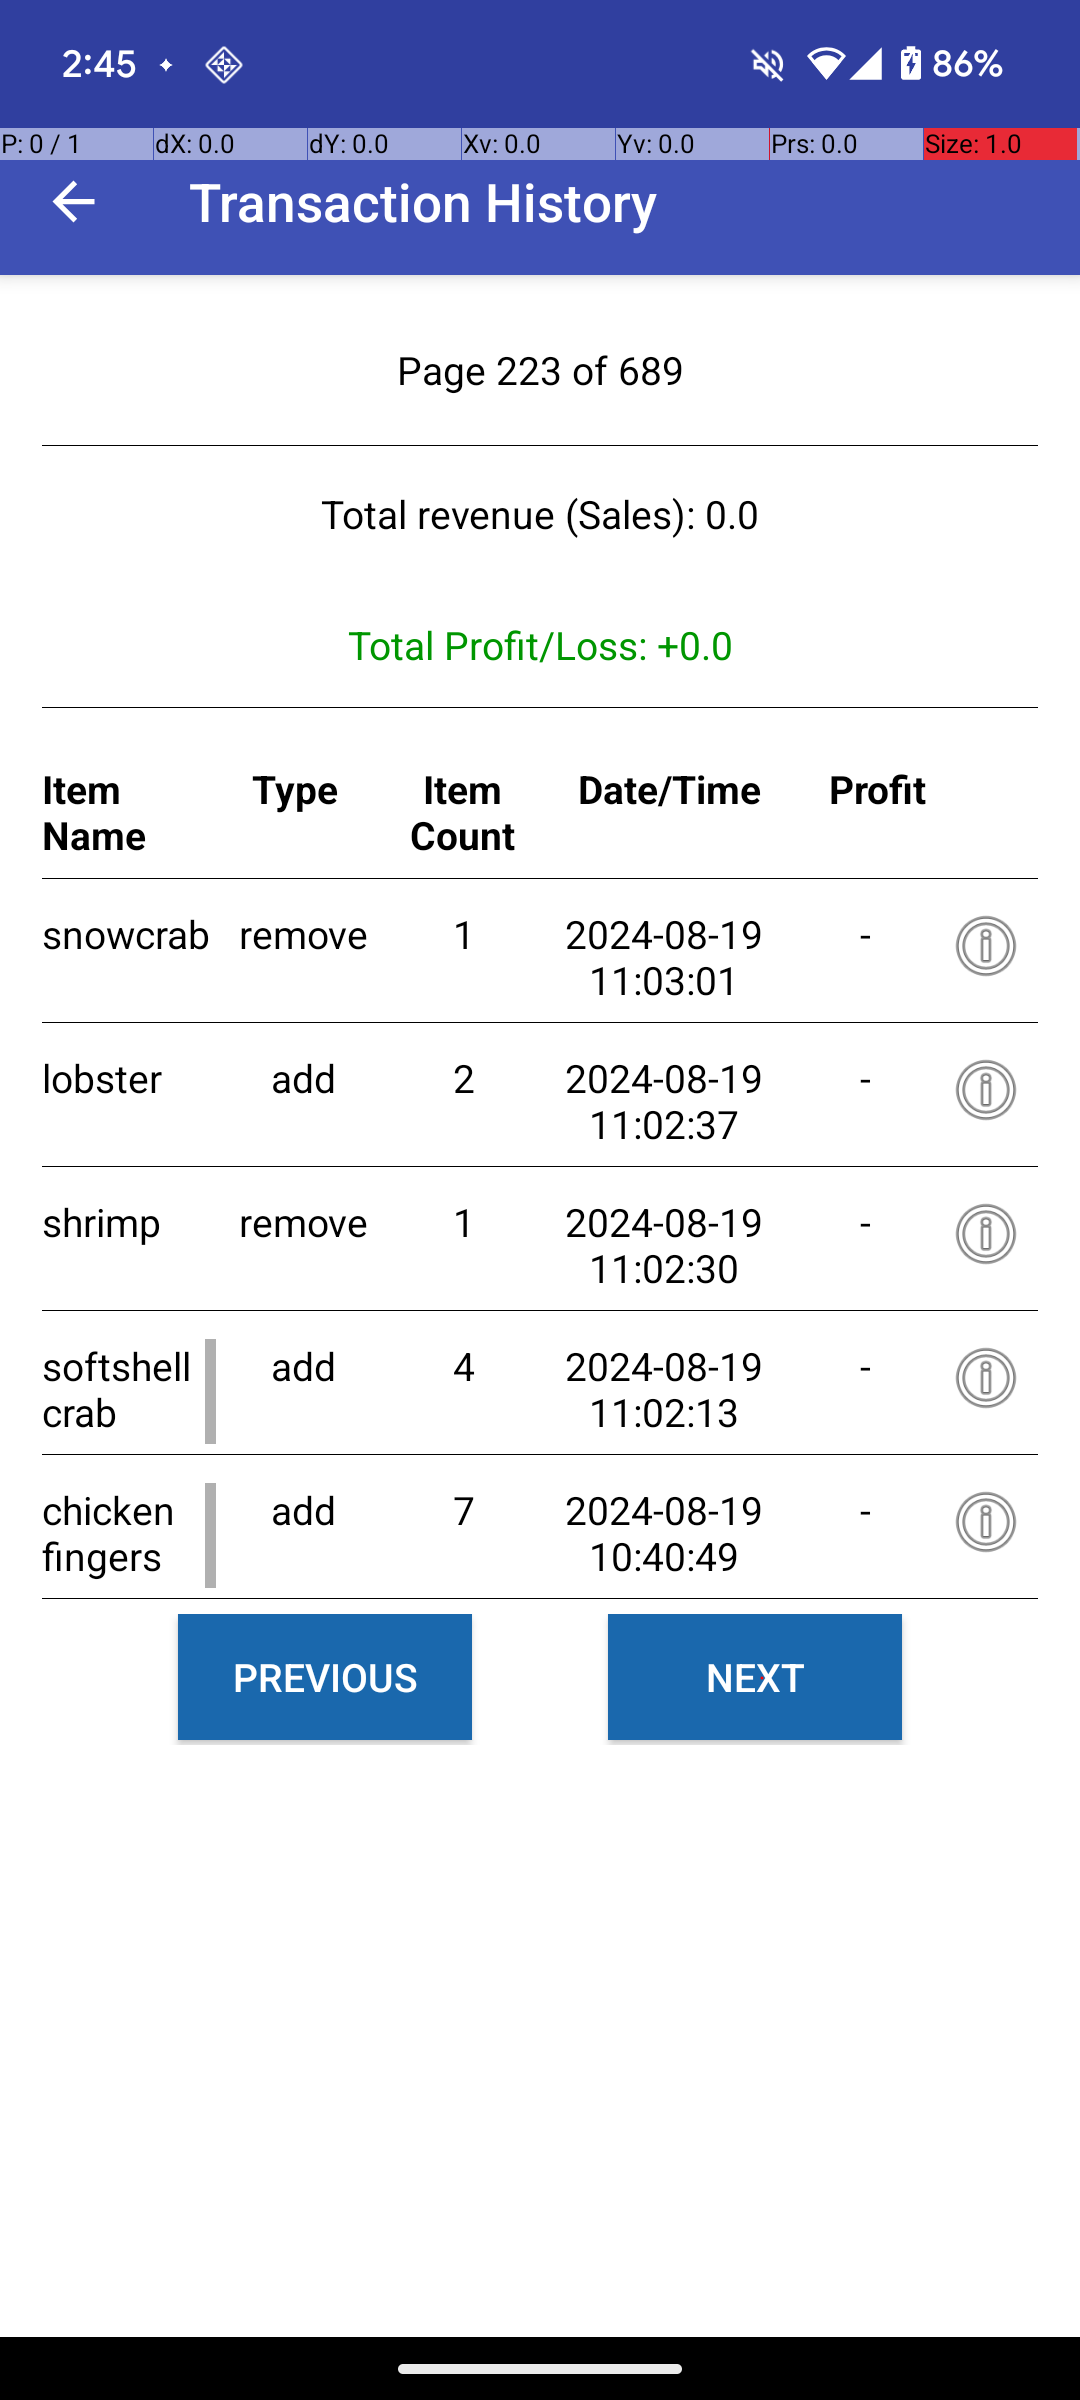 2:45 86%
P: 0 / 1 dX: 0.0 dY: 0.0 Xv: 0.0 Yv: 0.0 Prs: 0.0 Size: 1.0
Transaction History
Page 223 of 689
Total revenue (Sales): 0.0
Total Profit/Loss: +0.0
Item Name Type Item Count Date/Time Profit
snowcrab remove 1 2024-08-19 11:03:01 -
lobster add 2 2024-08-19 11:02:37 -
shrimp remove 1 2024-08-19 11:02:30 -
softshell crab add 4 2024-08-19 11:02:13 -
chicken fingers add 7 2024-08-19 10:40:49 -
PREVIOUS NEXT